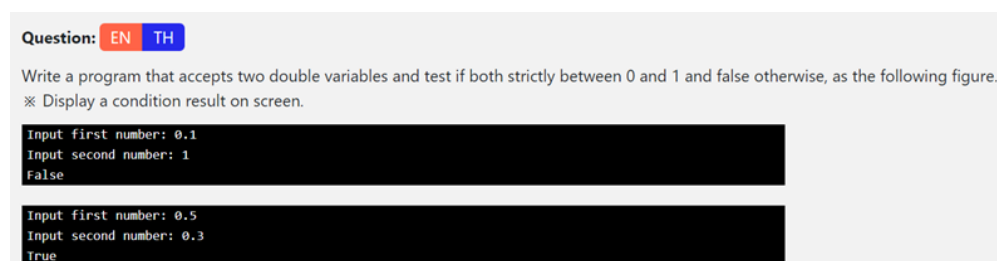 Question: EN TH
Write a program that accepts two double variables and test if both strictly between 0 and 1 and false otherwise, as the following figure.
※ Display a condition result on screen.
Input first number: 0.1
Input second number: 1
False
Input first number: 0.5
Input second number: 0.3
True